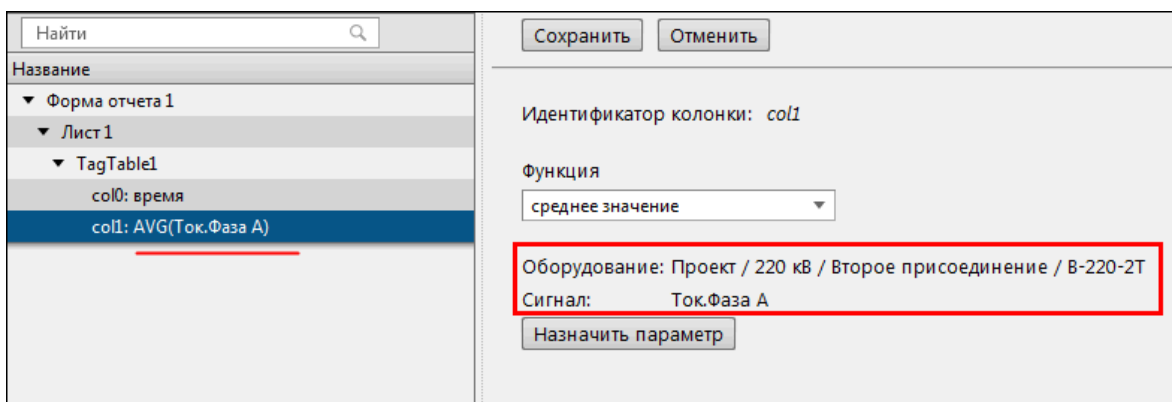 Найти
Название
Форма отчета 1
Лист 1
TagTable1
col0: время
col1: AVG(Ток.Фаза А)
Сохранить Отменить
Идентификатор колонки: col1
Функция
среднее значение
Оборудование: Проект / 220 кВ / Второе присоединение / В-220-2Т
Сигнал: Ток.Фаза А
Назначить параметр